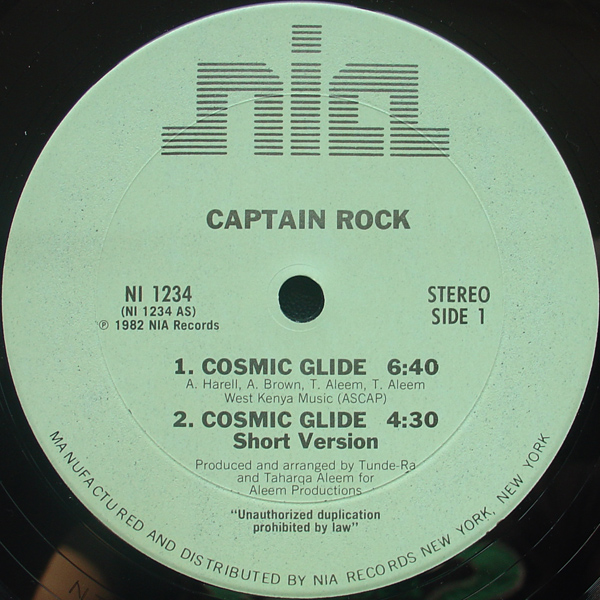 nia
CAPTAIN ROCK
NI 1234
(NI 1234 AS)
℗ 1982 NIA Records
STEREO
SIDE 1
1. COSMIC GLIDE 6:40
A. Harell, A. Brown, T. Aleem, T. Aleem
West Kenya Music (ASCAP)
2. COSMIC GLIDE 4:30
Short Version
Produced and arranged by Tunde-Ra
and Taharqa Aleem for
Aleem Productions
"Unauthorized duplication
prohibited by law"
MANUFACTURED AND DISTRIBUTED BY NIA RECORDS NEW YORK, NEW YORK